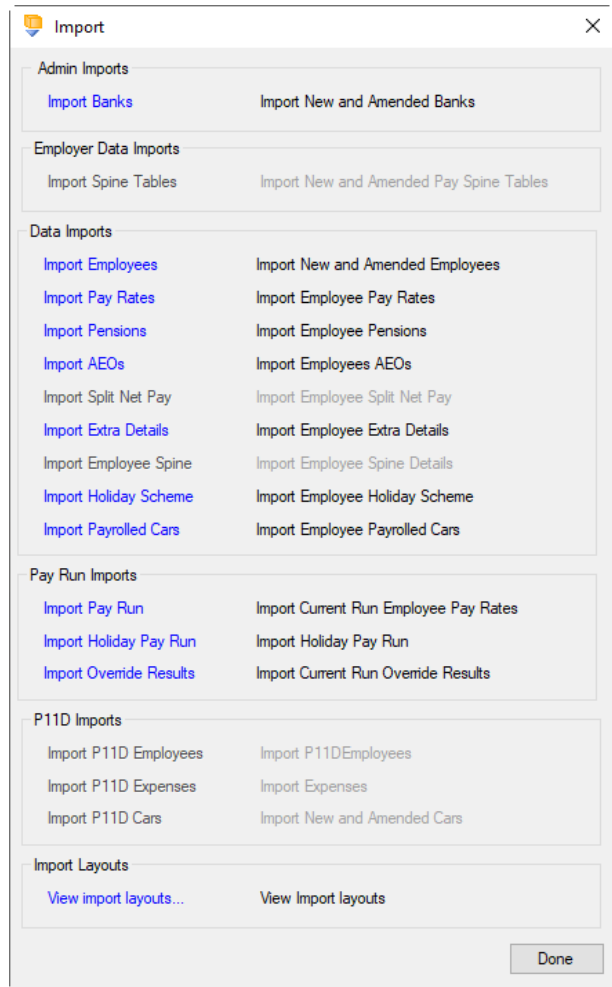 Import
Admin Imports
Import Banks Import New and Amended Banks
Employer Data Imports
Import Spine Tables Import New and Amended Pay Spine Tables
Data Imports
Import Employees Import New and Amended Employees
Import Pay Rates Import Employee Pay Rates
Import Pensions Import Employee Pensions
Import AEOs Import Employees AEOs
Import Split Net Pay Import Employee Split Net Pay
Import Extra Details Import Employee Extra Details
Import Employee Spine Import Employee Spine Details
Import Holiday Scheme Import Employee Holiday Scheme
Import Payrolled Cars Import Employee Payrolled Cars
Pay Run Imports
Import Pay Run Import Current Run Employee Pay Rates
Import Holiday Pay Run Import Holiday Pay Run
Import Override Results Import Current Run Override Results
P11D Imports
Import P11D Employees Import P11DEmployees
Import P11D Expenses Import Expenses
Import P11D Cars Import New and Amended Cars
Import Layouts
View import layouts... View Import layouts
Done